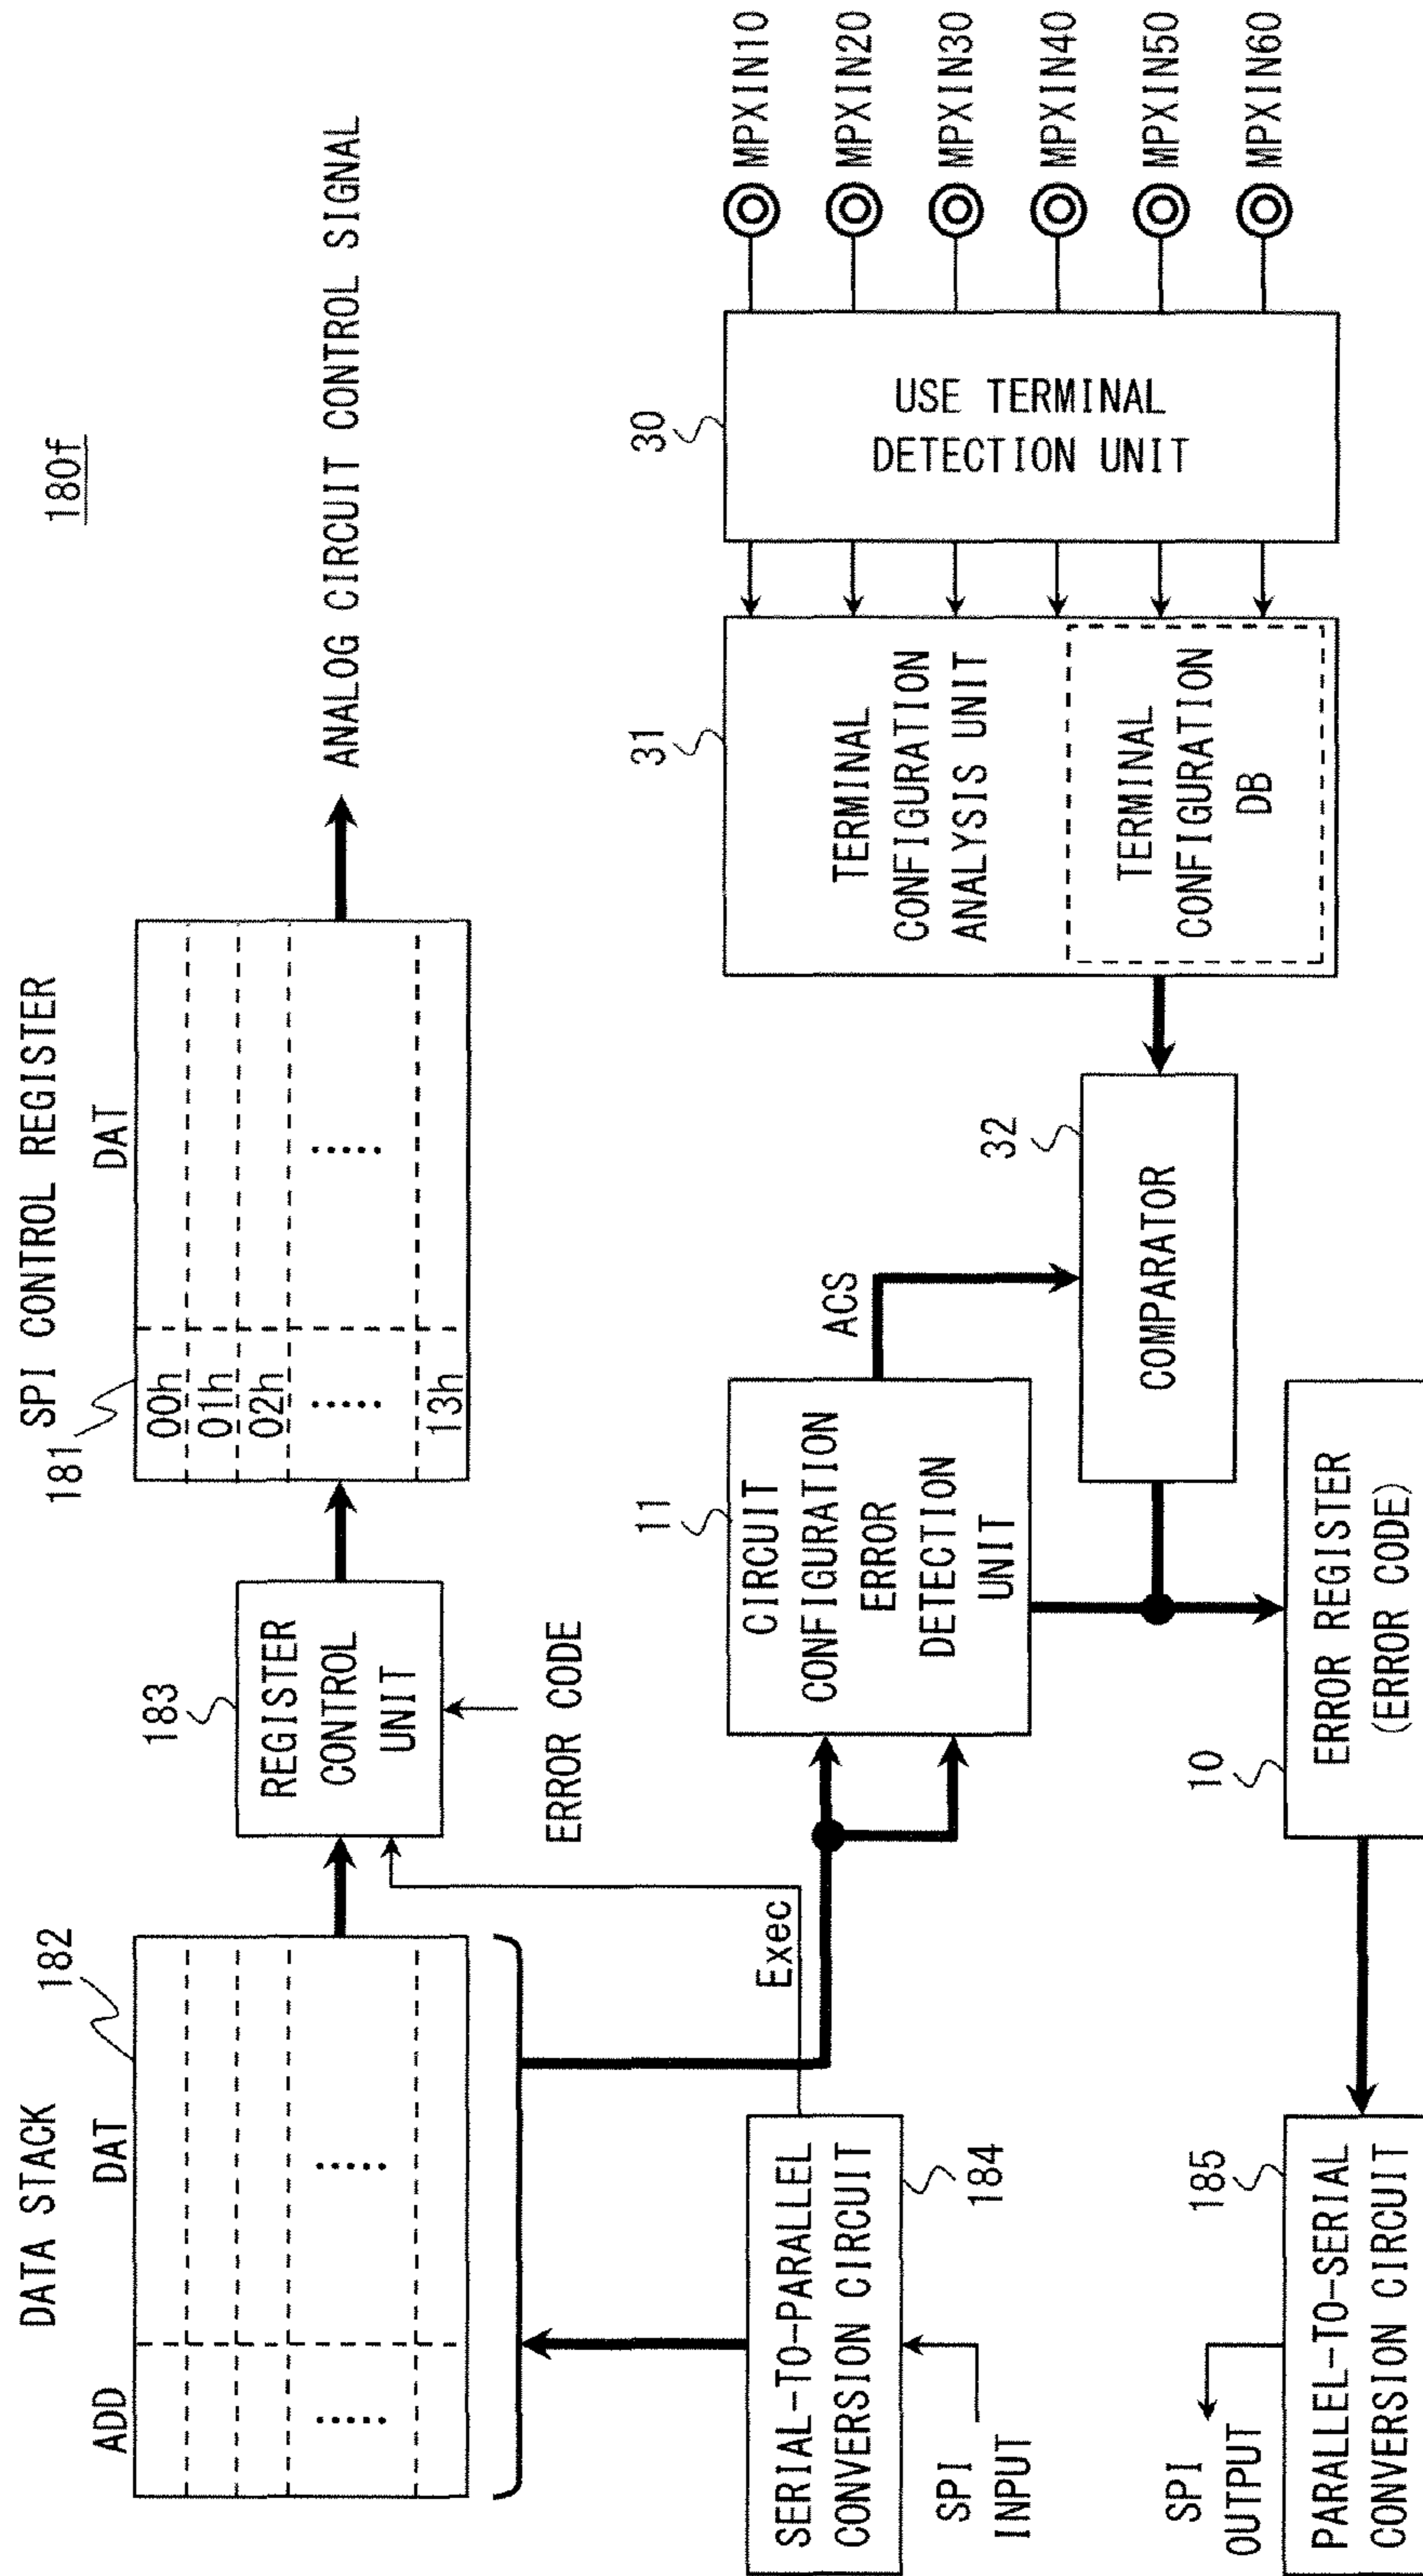 180f
DATA STACK
ADD
DAT
182
SPI CONTROL REGISTER
DAT
181
00h
01h
02h
.....
.....
13h
.....
.....
183
REGISTER
CONTROL
UNIT
ERROR CODE
ANALOG CIRCUIT CONTROL SIGNAL
Exec
SERIAL-TO-PARALLEL
CONVERSION CIRCUIT
184
SPI
INPUT
11
CIRCUIT
CONFIGURATION
ERROR
DETECTION
UNIT
ACS
32
COMPARATOR
31
TERMINAL
CONFIGURATION
ANALYSIS UNIT
TERMINAL
CONFIGURATION
DB
30
USE TERMINAL
DETECTION UNIT
MPXIN10
MPXIN20
MPXIN30
MPXIN40
MPXIN50
MPXIN60
SPI
OUTPUT
185
PARALLEL-TO-SERIAL
CONVERSION CIRCUIT
10
ERROR REGISTER
(ERROR CODE)